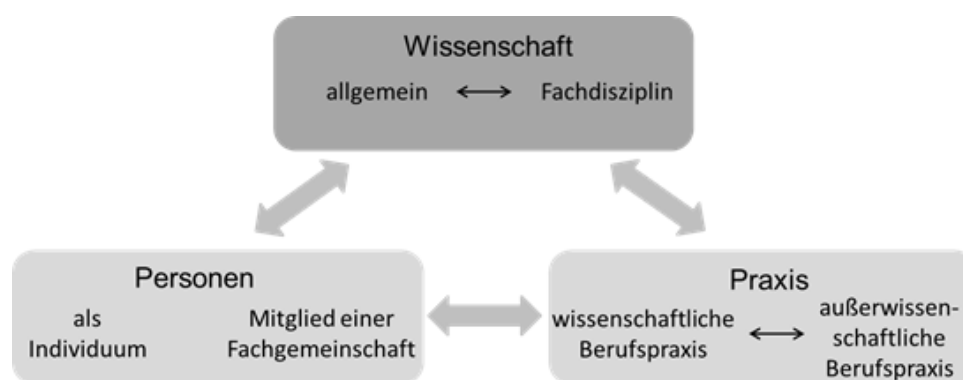 Wissenschaft
allgemein Fachdisziplin
Personen
als Mitglied einer
Individuum Fachgemeinschaft
Praxis
wissenschaftliche
Berufspraxis
außerwissen-
schaftliche
Berufspraxis